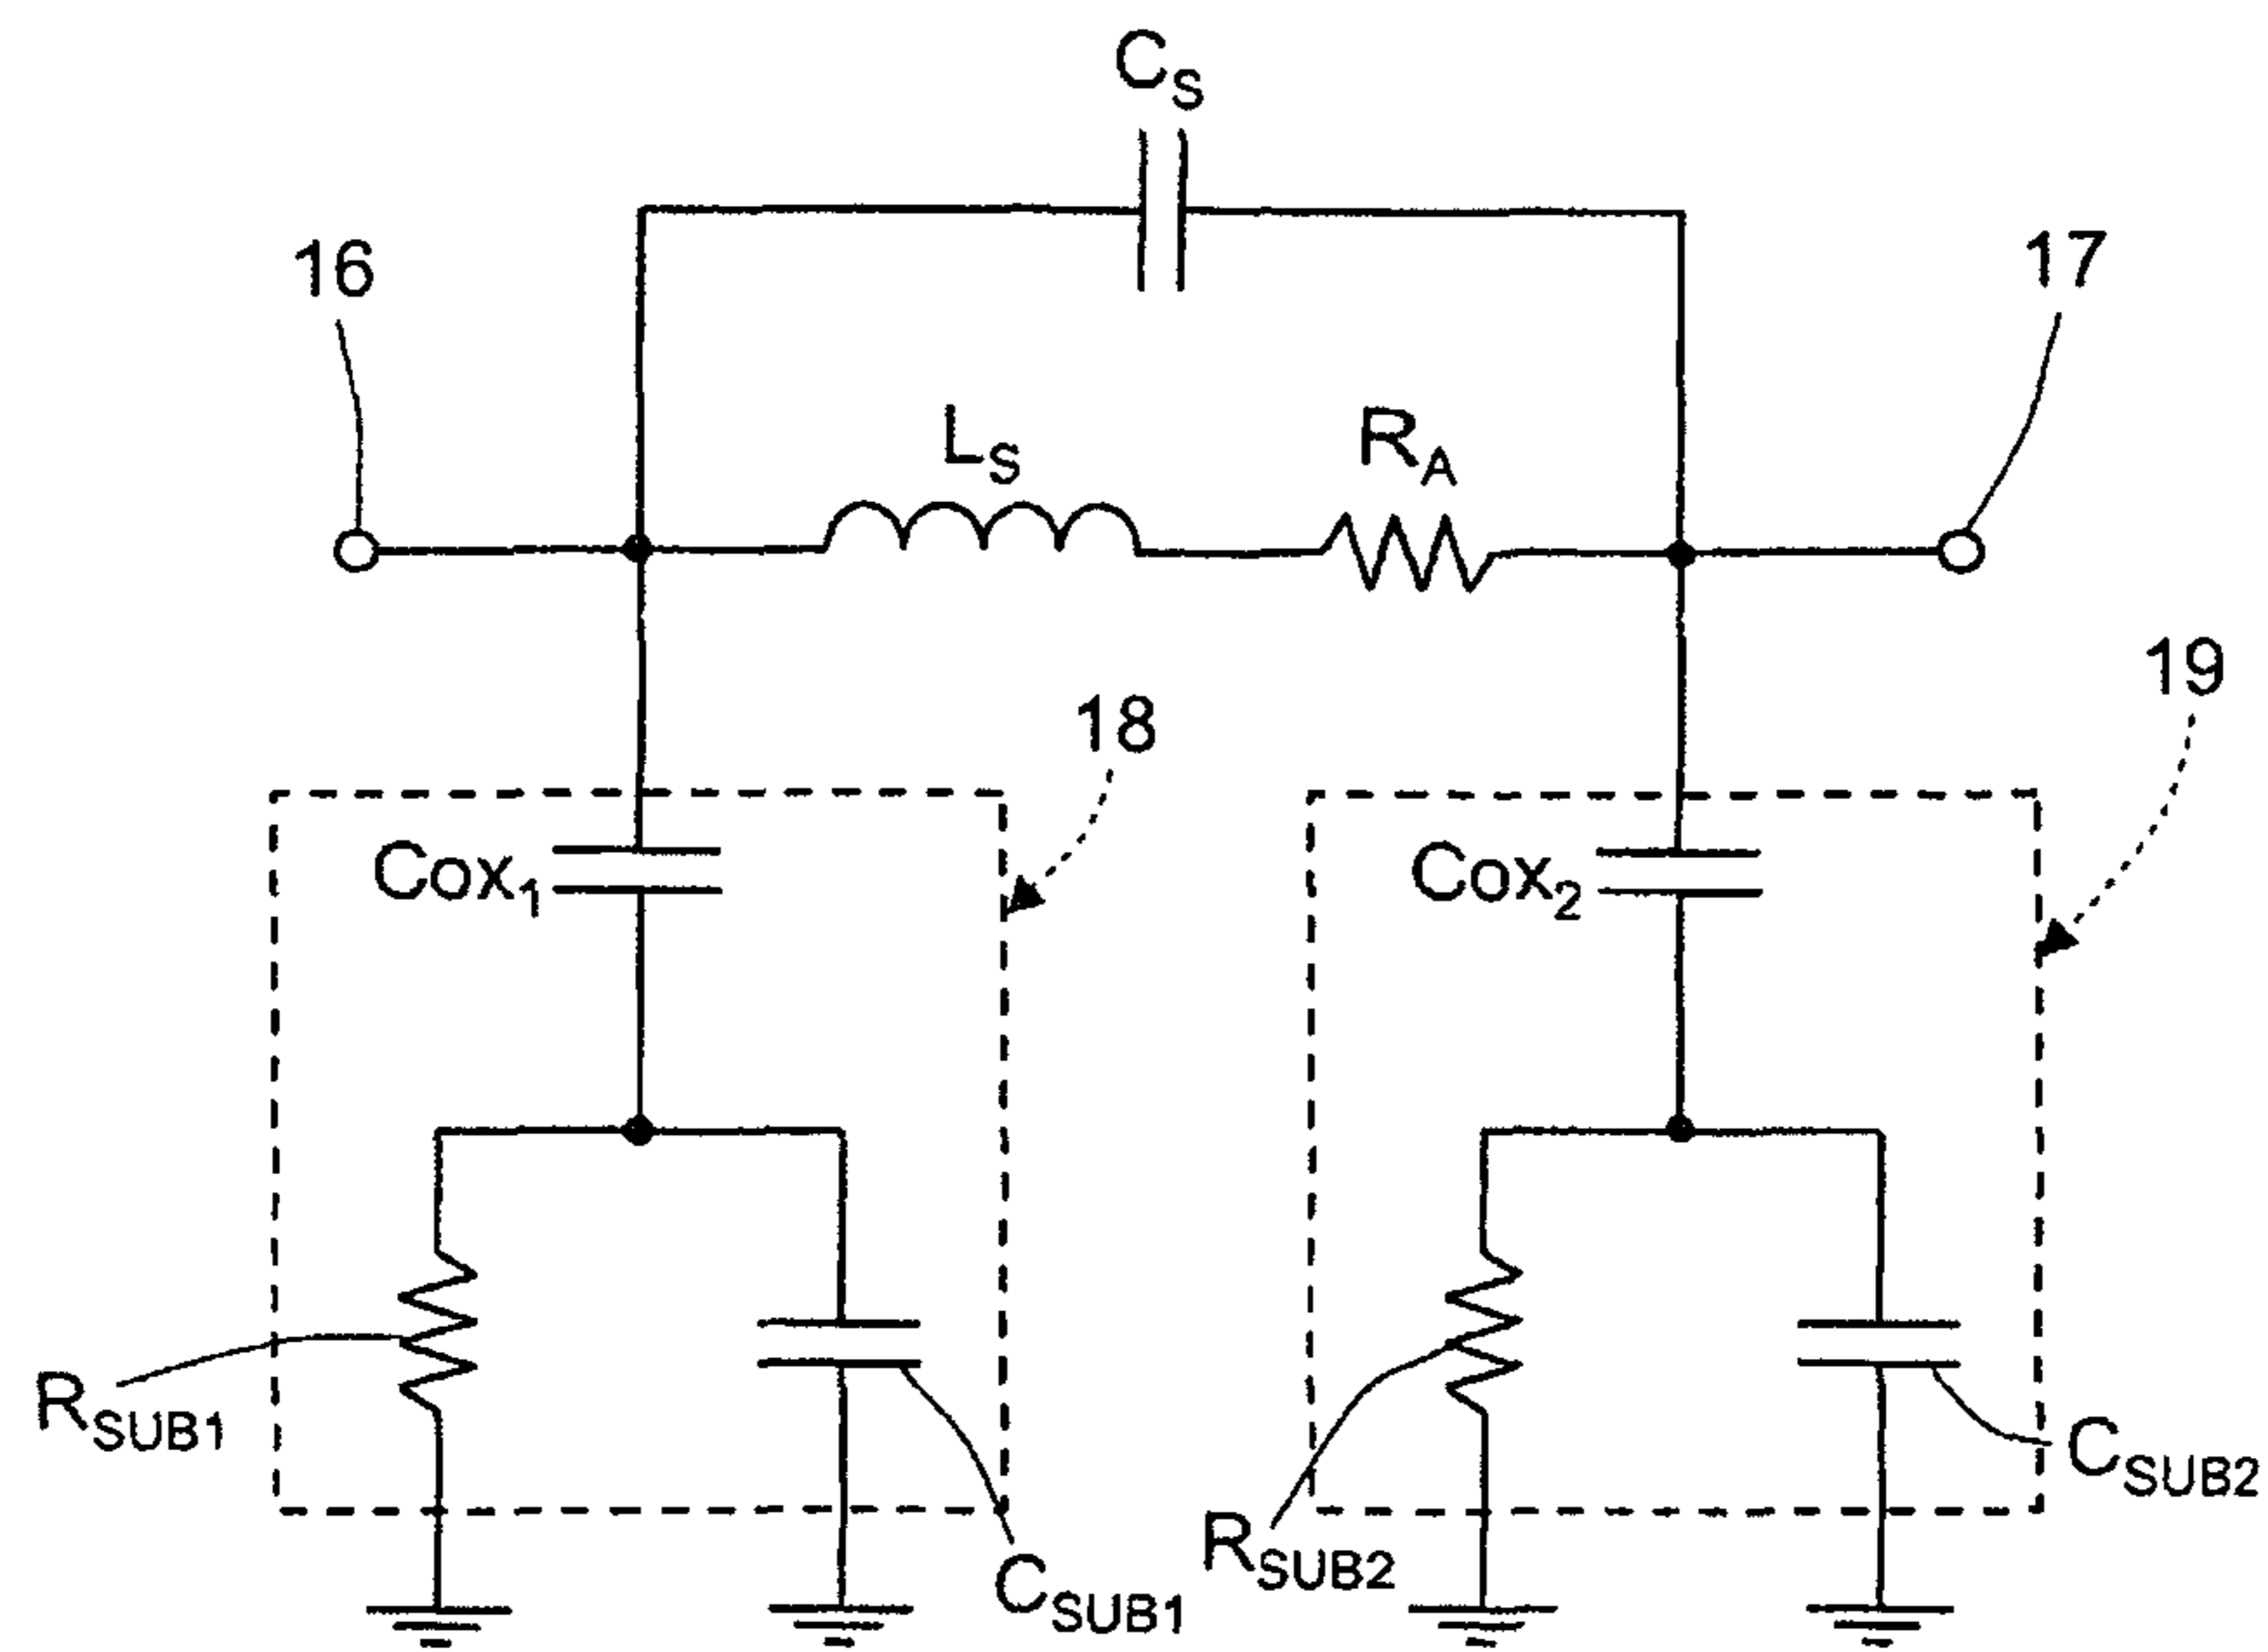 C_S
16
17
L_S
R_A
19
18
Cox_1
Cox_2
R_SUB1
C_SUB2
R_SUB2
C_SUB1